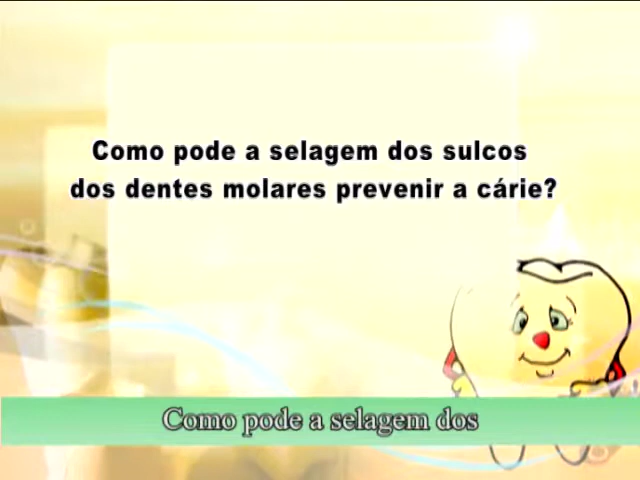 Como pode a selagem dos sulcos
dos dentes molares prevenir a cárie?
Como pode a selagem dos